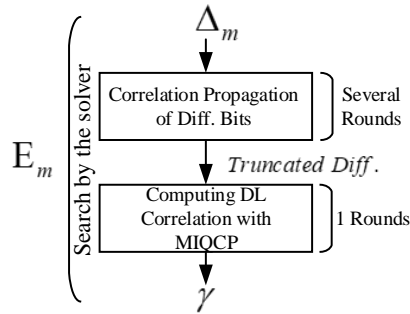 Δm
Correlation Propagation
of Diff. Bits
Several
Rounds
Search by the solver
Em
Truncated Diff.
Computing DL
Correlation with
MIQCP
1 Rounds
γ